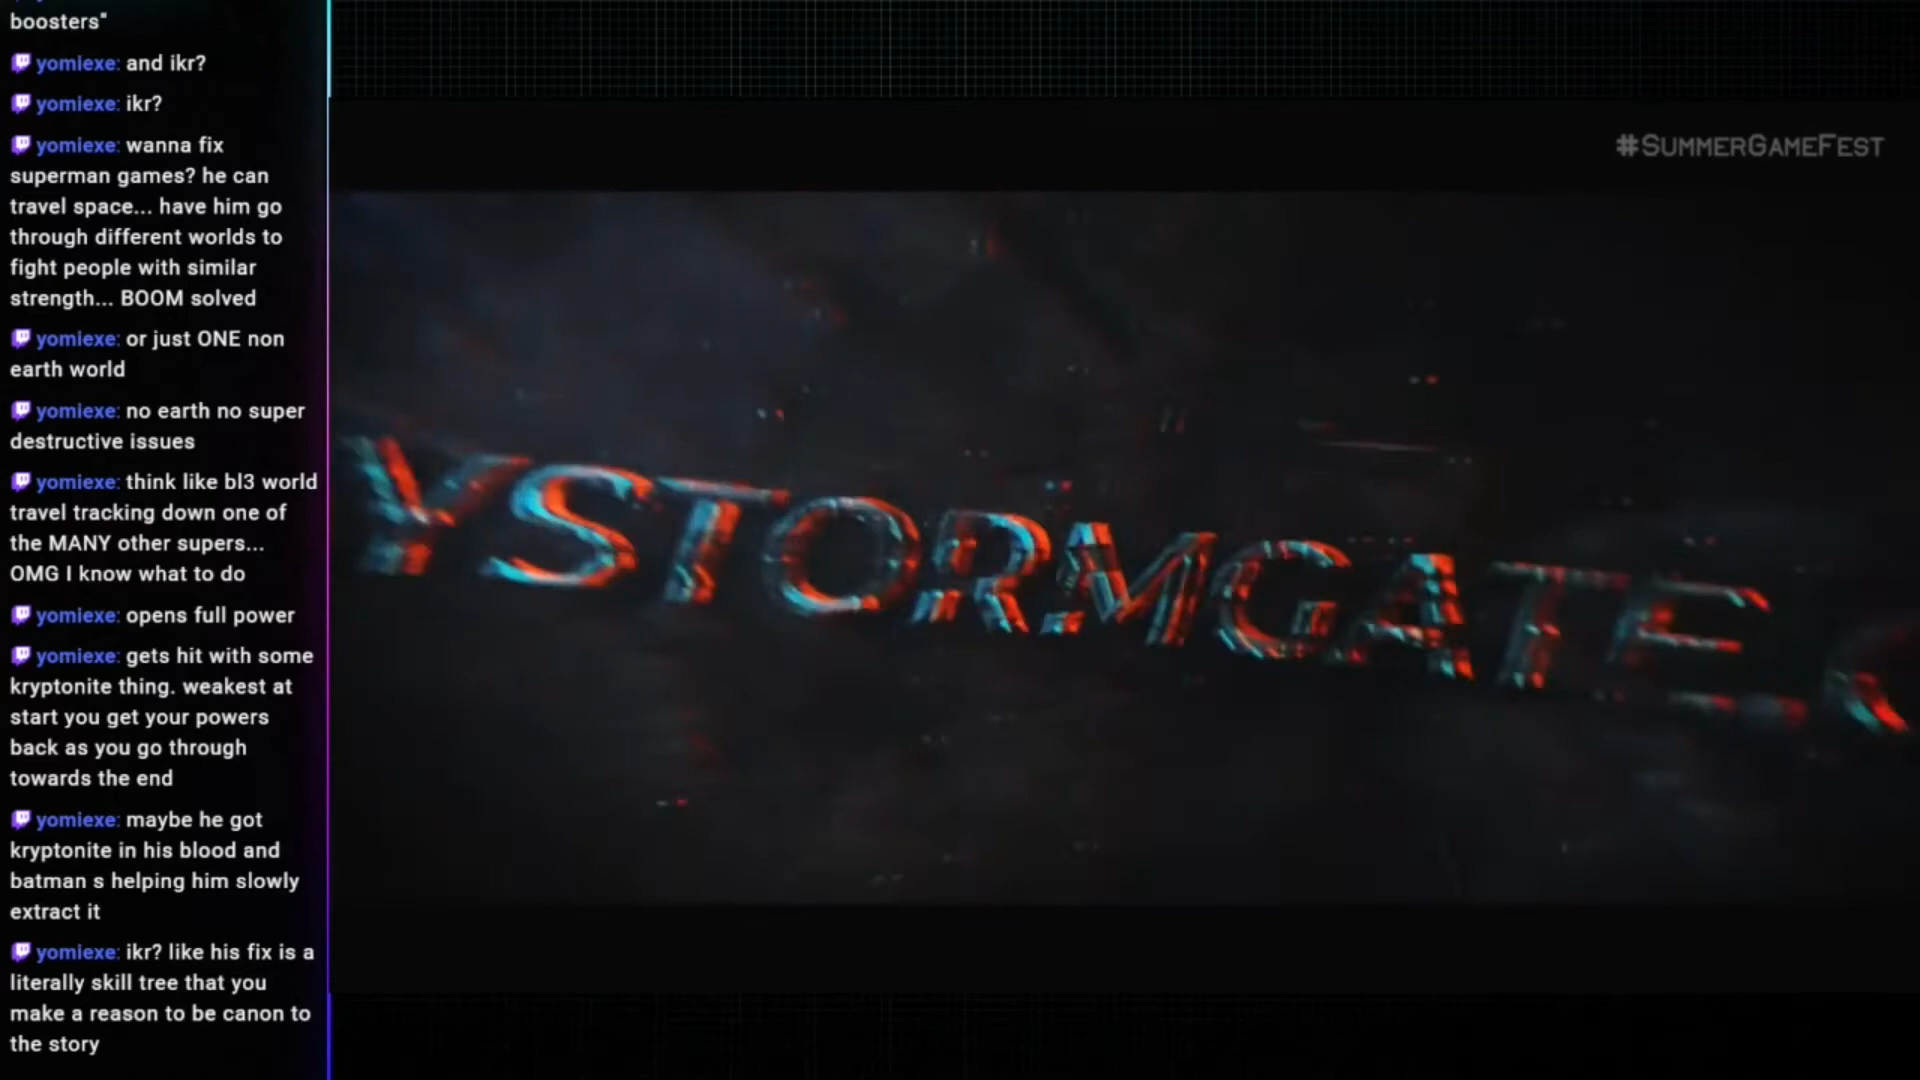 boosters"
yomiexe: and ikr?
yomiexe: ikr?
yomiexe: wanna fix
superman games? he can
travel space... have him go
through different worlds to
fight people with similar
strength... BOOM solved
yomiexe: or just ONE non
earth world
yomiexe: no earth no super
destructive issues
yomiexe: think like bl3 world
travel tracking down one of
the MANY other supers...
OMG I know what to do
yomiexe: opens full power
yomiexe: gets hit with some
kryptonite thing. weakest at
start you get your powers
back as you go through
towards the end
yomiexe: maybe he got
kryptonite in his blood and
batman s helping him slowly
extract it
yomiexe: ikr? like his fix is a
literally skill tree that you
make a reason to be canon to
the story
#SUMMERGAMEFEST
YSTORMGATE.C